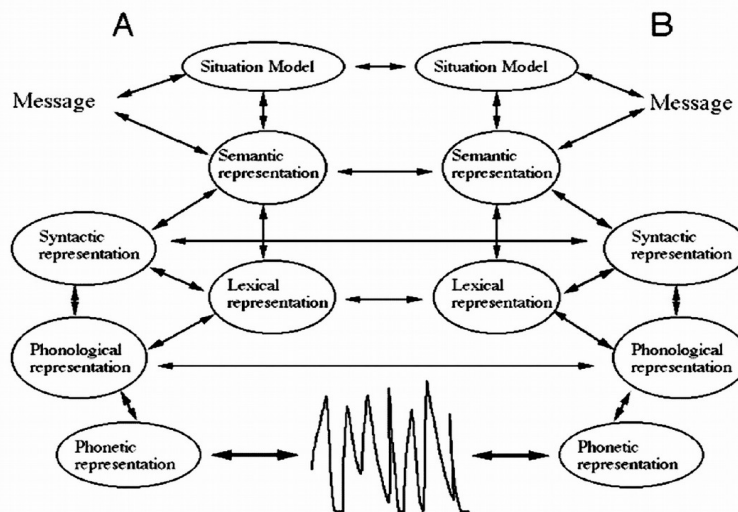 A
B
Situation Model
Situation Model
Message
Message
Semantic
representation
Semantic
representation
Syntactic
representation
Syntactic
representation
Lexical
representation
Lexical
representation
Phonological
representation
Phonological
representation
Phonetic
representation
Phonetic
representation